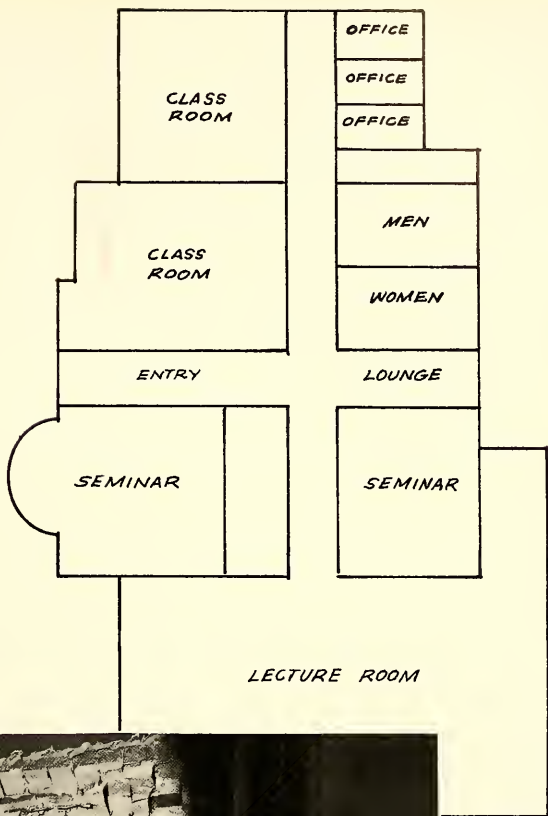 OFFICE
OFFICE
OFFICE
CLASS
ROOM
MEN
CLASS
ROOM
WOMEN
ENTRY
LOUNGE
SEMINAR
SEMINAR
LECTURE ROOM